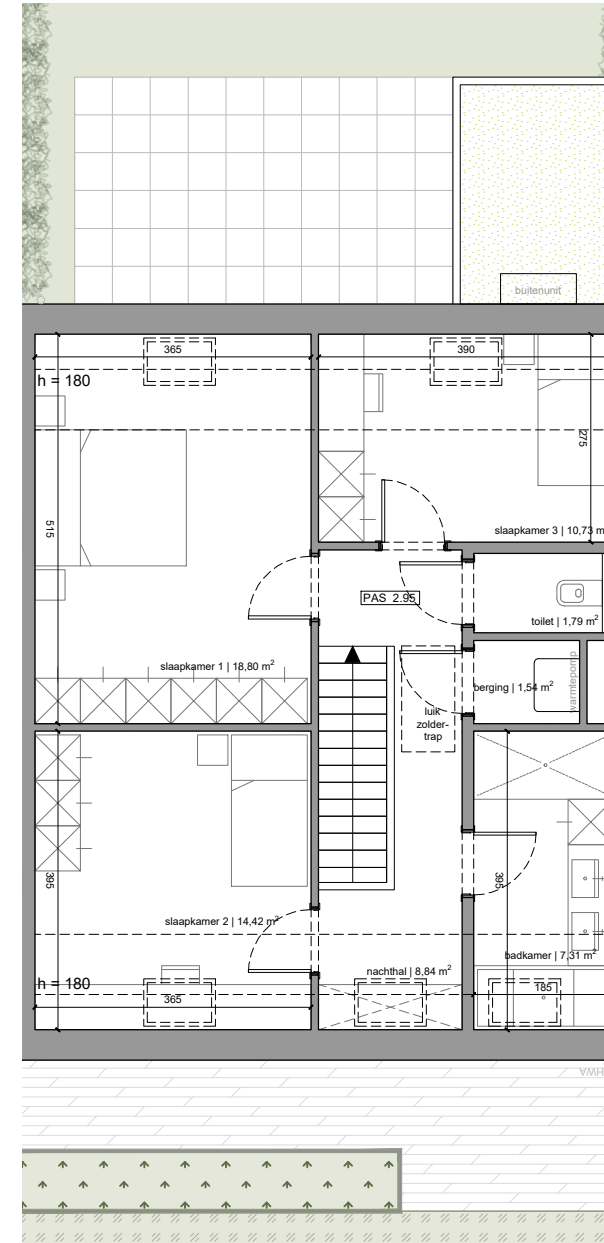 buitenunit
365
390
h = 180
275
515
slaapkamer 3 | 10,73 m
PAS 2.95
toilet | 1,79 m²
slaapkamer 1 | 18,80 m²
berging | 1,54 m²
warmtepomp
luik
zolder-
trap
395
395
slaapkamer 2 | 14,42 m²
badkamer | 7,31 m²
nachthal | 8,84 m²
h = 180
185
365
HWA